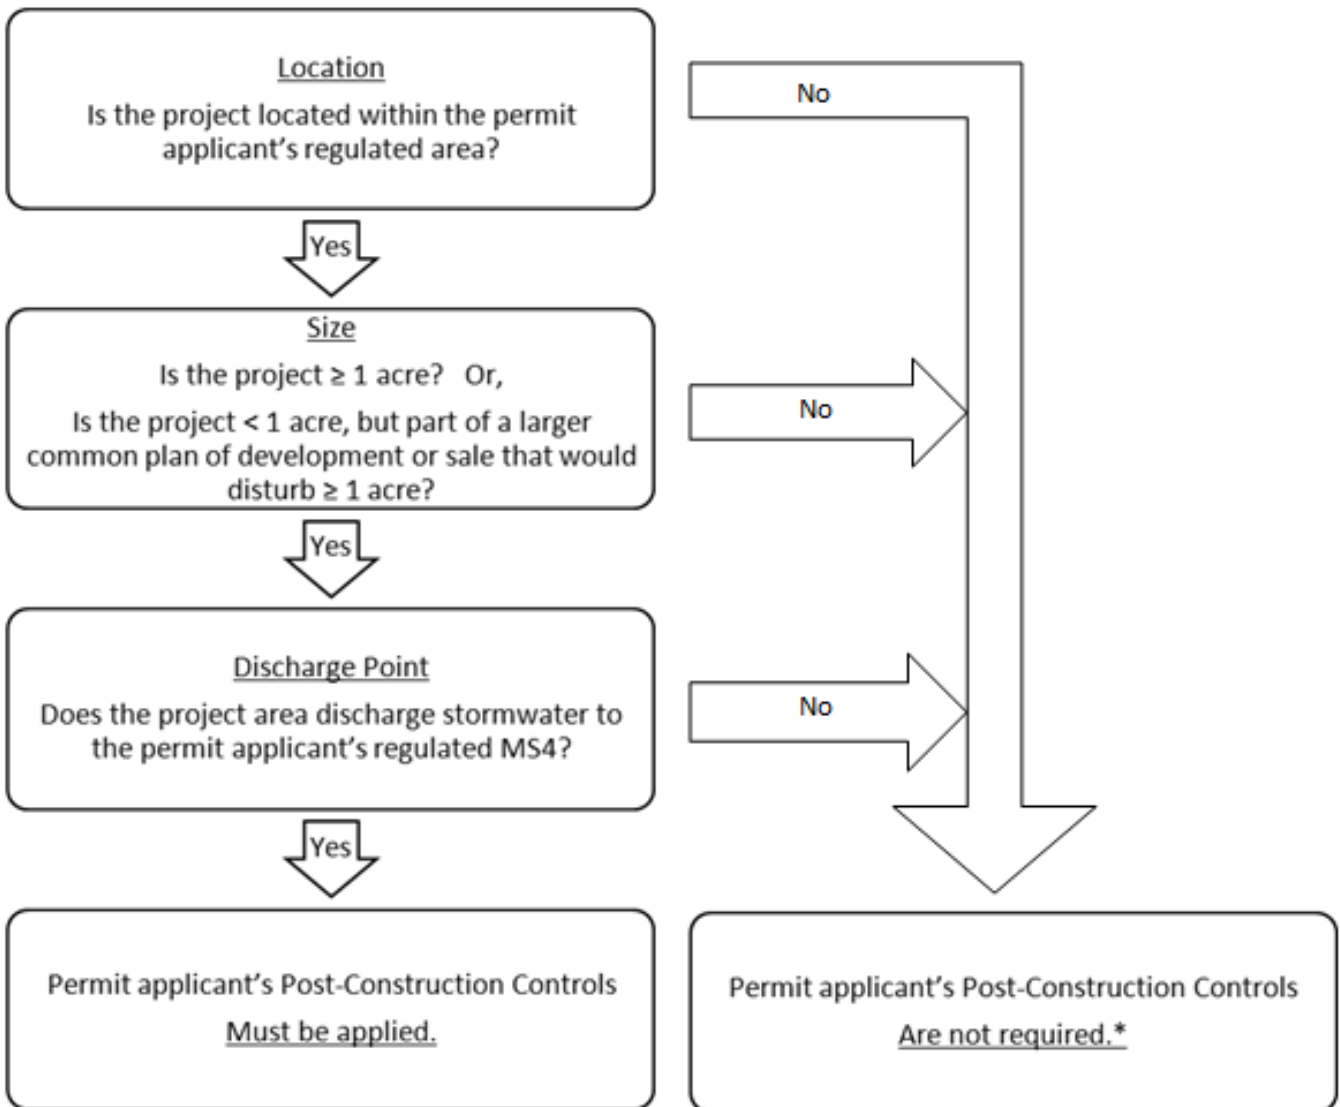 Location
Is the project located within the permit
applicant's regulated area?
No
Yes
Size
Is the project ≥ 1 acre? Or,
Is the project < 1 acre, but part of a larger
common plan of development or sale that would
disturb ≥ 1 acre?
No
Yes
Discharge Point
Does the project area discharge stormwater to
the permit applicant's regulated MS4?
No
Yes
Permit applicant's Post-Construction Controls
Must be applied.
Permit applicant's Post-Construction Controls
Are not required.*